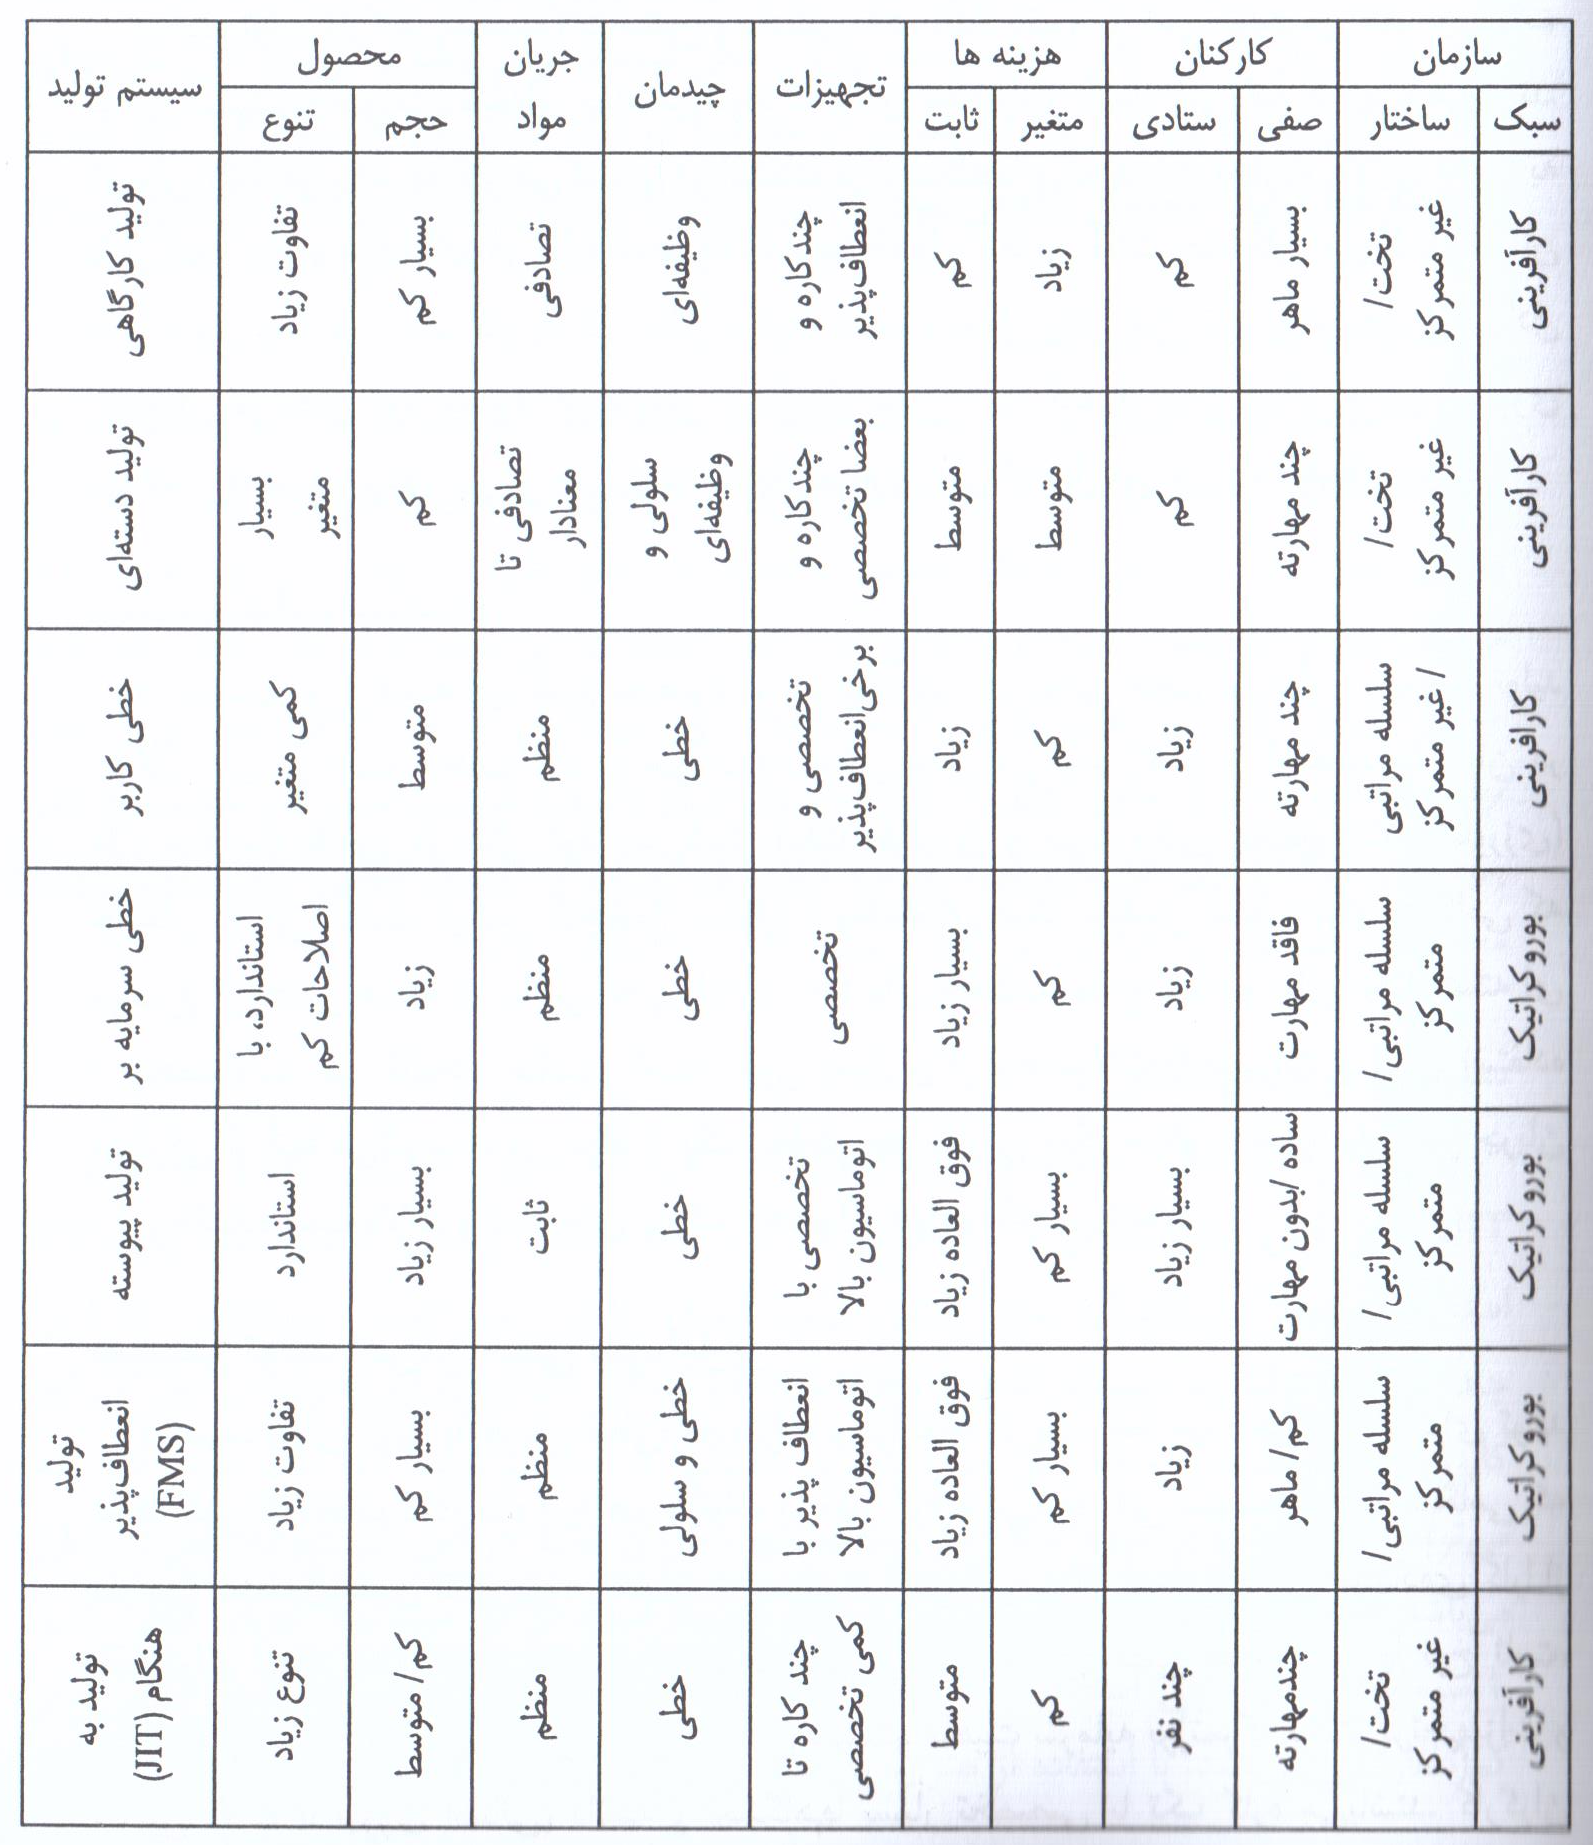 سیستم تولید
محصول
تنوع
حجم
جریان
مواد
چیدمان
تجهیزات
هزینه ها
ثابت
متغیر
کارکنان
ستادی
صفی
سازمان
ساختار
سبک
تولید کارگاهی
تفاوت زیاد
بسیار کم
تصادفی
وظیفه‌ای
چندکاره و
انعطاف‌پذیر
کم
زیاد
کم
بسیار ماهر
تخت/
غیر متمرکز
کارآفرینی
تولید دسته‌ای
بسیار
متغیر
کم
تصادفی تا
معنادار
سلولی و
وظیفه‌ای
چندکاره و
بعضا تخصصی
متوسط
متوسط
کم
چند مهارته
تخت/
غیر متمرکز
کارآفرینی
خطی کاربر
کمی متغیر
متوسط
منظم
خطی
تخصصی و
برخی‌انعطاف‌پذیر
زیاد
کم
زیاد
چند مهارته
سلسله مراتبی
/ غیر متمرکز
کارافرینی
خطی سرمایه بر
استاندارد، با
اصلاحات کم
زیاد
منظم
خطی
تخصصی
بسیار زیاد
کم
زیاد
فاقد مهارت
سلسله مراتبی/
متمرکز
بوروکراتیک
تولید پیوسته
استاندارد
بسیار زیاد
ثابت
خطی
تخصصی با
اتوماسیون بالا
فوق العاده زیاد
بسیار کم
بسیار زیاد
ساده /بدون مهارت
سلسله مراتبی/
متمرکز
بوروکراتیک
تولید
انعطاف‌پذیر
(FMS)
تفاوت زیاد
بسیار کم
منظم
خطی و سلولی
انعطاف پذیر با
اتوماسیون بالا
فوق العاده زیاد
بسیار کم
زیاد
کم/ ماهر
سلسله مراتبی/
متمرکز
بوروکراتیک
تولید به
هنگام (JIT)
تنوع زیاد
کم/ متوسط
منظم
خطی
چند کاره تا
کمی تخصصی
متوسط
کم
چند نفر
چندمهارته
تخت/
غیر متمرکز
کارآفرینی